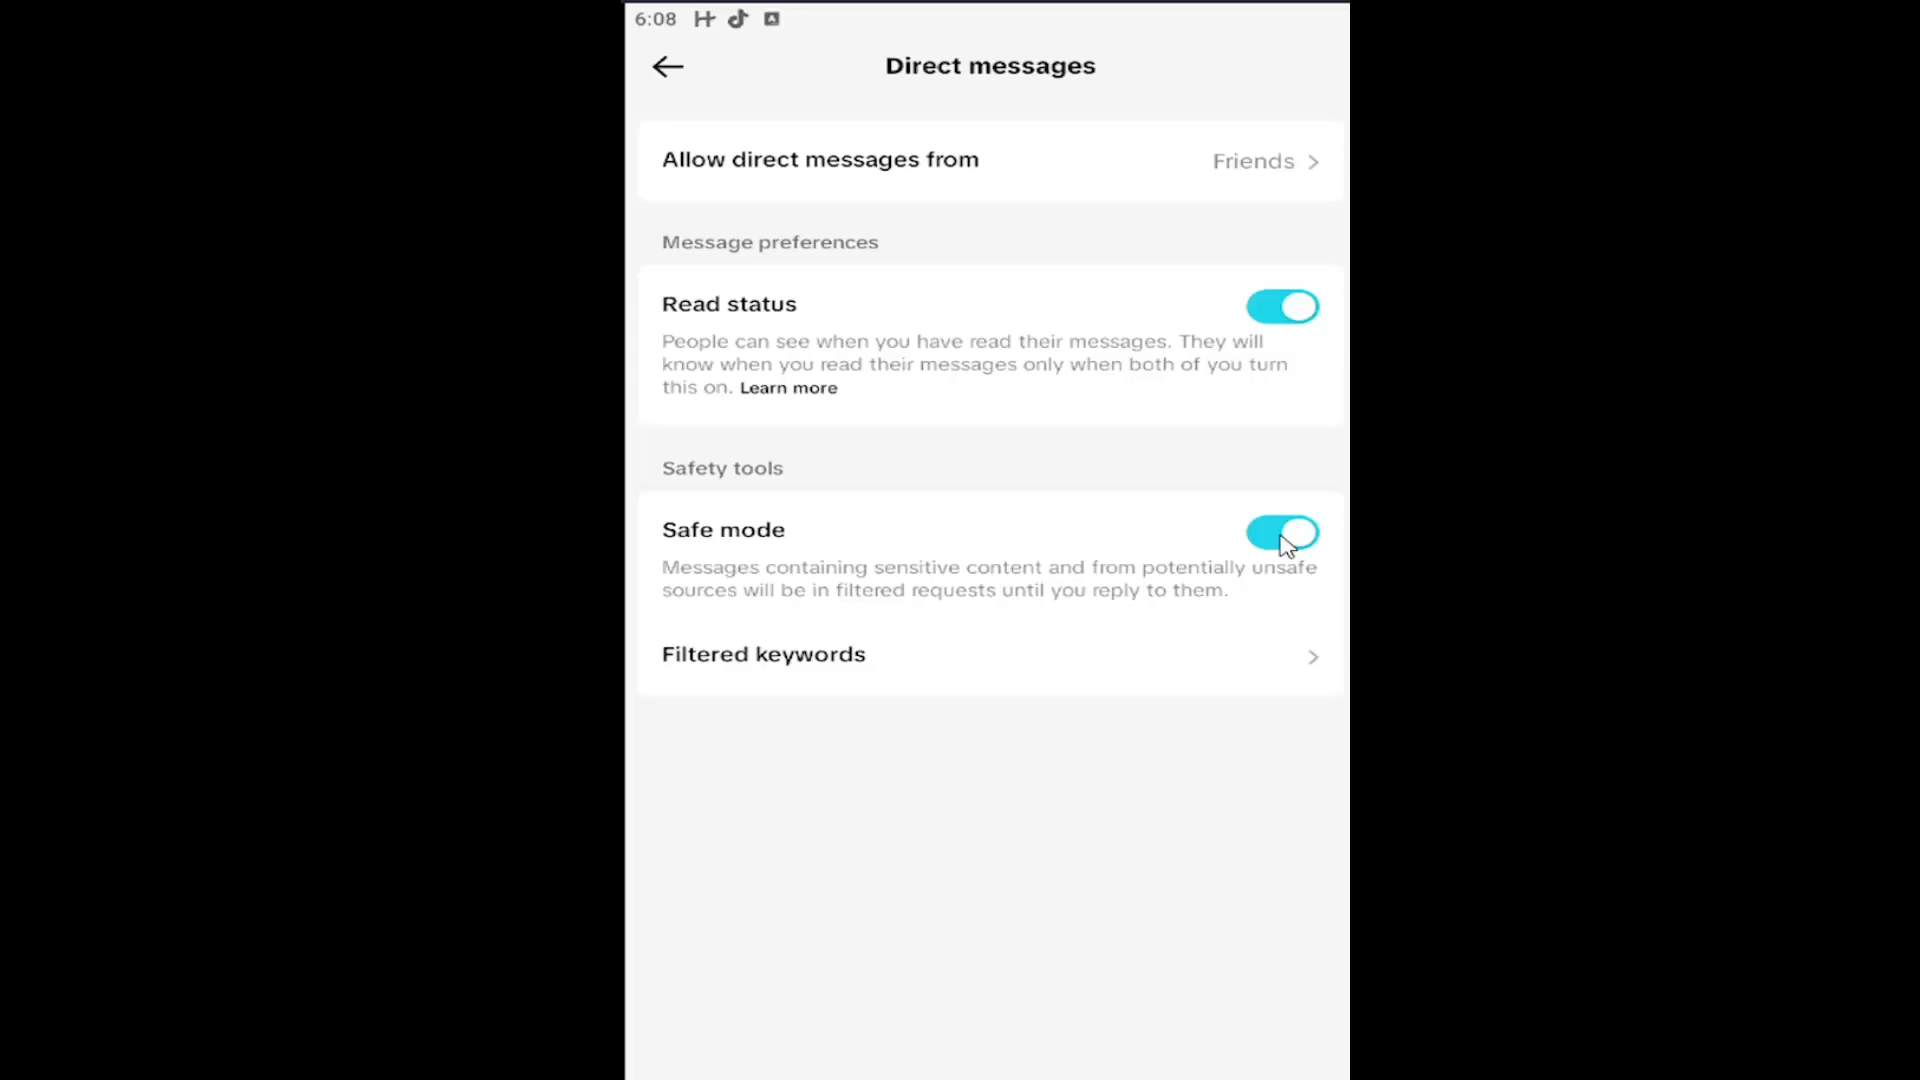 6:08
Direct messages
Allow direct messages from Friends
Message preferences
Read status
People can see when you have read their messages. They will
know when you read their messages only when both of you turn
this on. Learn more
Safety tools
Safe mode
Messages containing sensitive content and from potentially unsafe
sources will be in filtered requests until you reply to them.
Filtered keywords